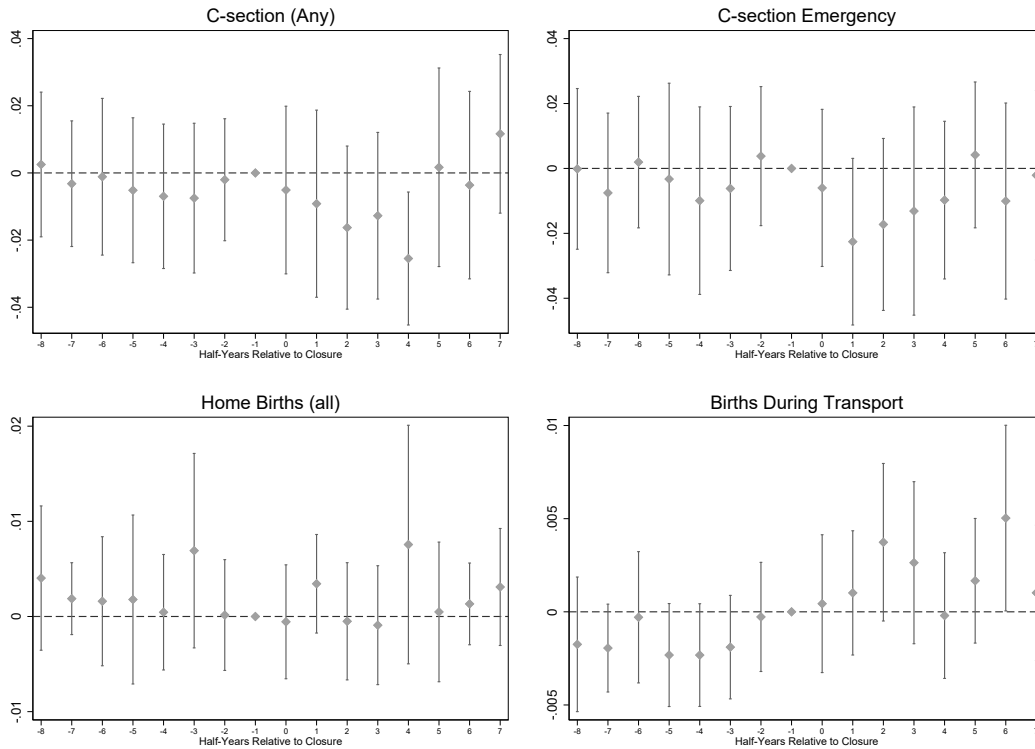 C-section (Any)
.04
.02
0
-.02
-.04
-8 -7 -6 -5 -4 -3 -2 -1 0 1 2 3 4 5 6 7
Half-Years Relative to Closure
C-section Emergency
.04
.02
0
-.02
-.04
-8 -7 -6 -5 -4 -3 -2 -1 0 1 2 3 4 5 6
Half-Years Relative to Closure
Home Births (all)
.02
.01
0
-.01
-8 -7 -6 -5 -4 -3 -2 -1 0 1 2 3 4 5 6 7
Half-Years Relative to Closure
Births During Transport
.01
.005
0
-.005
-8 -7 -6 -5 -4 -3 -2 -1 0 1 2 3 4 5 6
Half-Years Relative to Closure